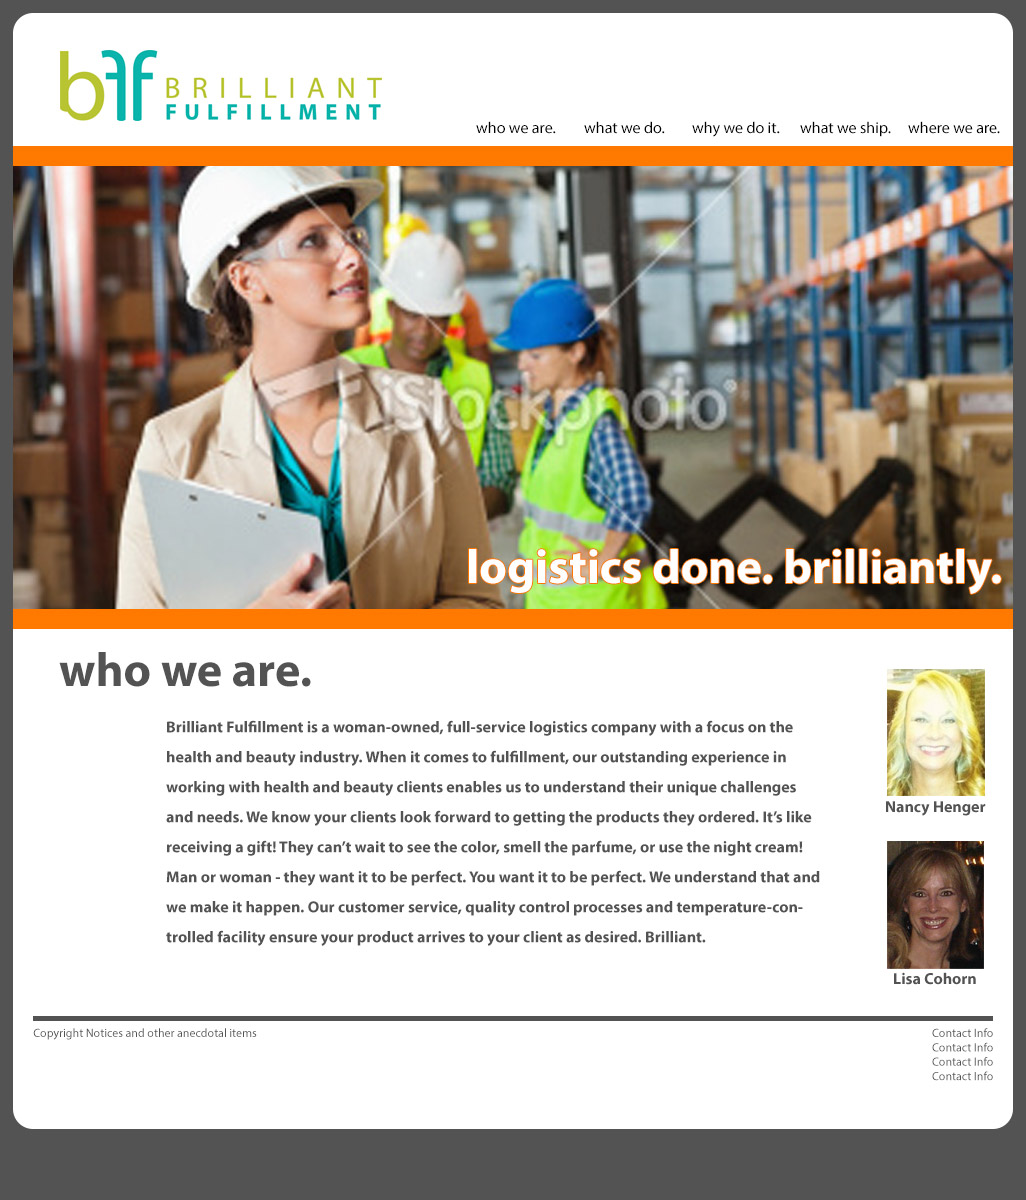 bff BRILLIANT
FULFILLMENT
who we are. what we do. why we do it. what we ship. where we are.
iStockphoto®
logistics done. brilliantly.
who we are.
Brilliant Fulfillment is a woman-owned, full-service logistics company with a focus on the
health and beauty industry. When it comes to fulfillment, our outstanding experience in
working with health and beauty clients enables us to understand their unique challenges
and needs. We know your clients look forward to getting the products they ordered. It’s like
receiving a gift! They can’t wait to see the color, smell the parfume, or use the night cream!
Man or woman - they want it to be perfect. You want it to be perfect. We understand that and
we make it happen. Our customer service, quality control processes and temperature-con-
trolled facility ensure your product arrives to your client as desired. Brilliant.
Nancy Henger
Lisa Cohorn
Copyright Notices and other anecdotal items
Contact Info
Contact Info
Contact Info
Contact Info